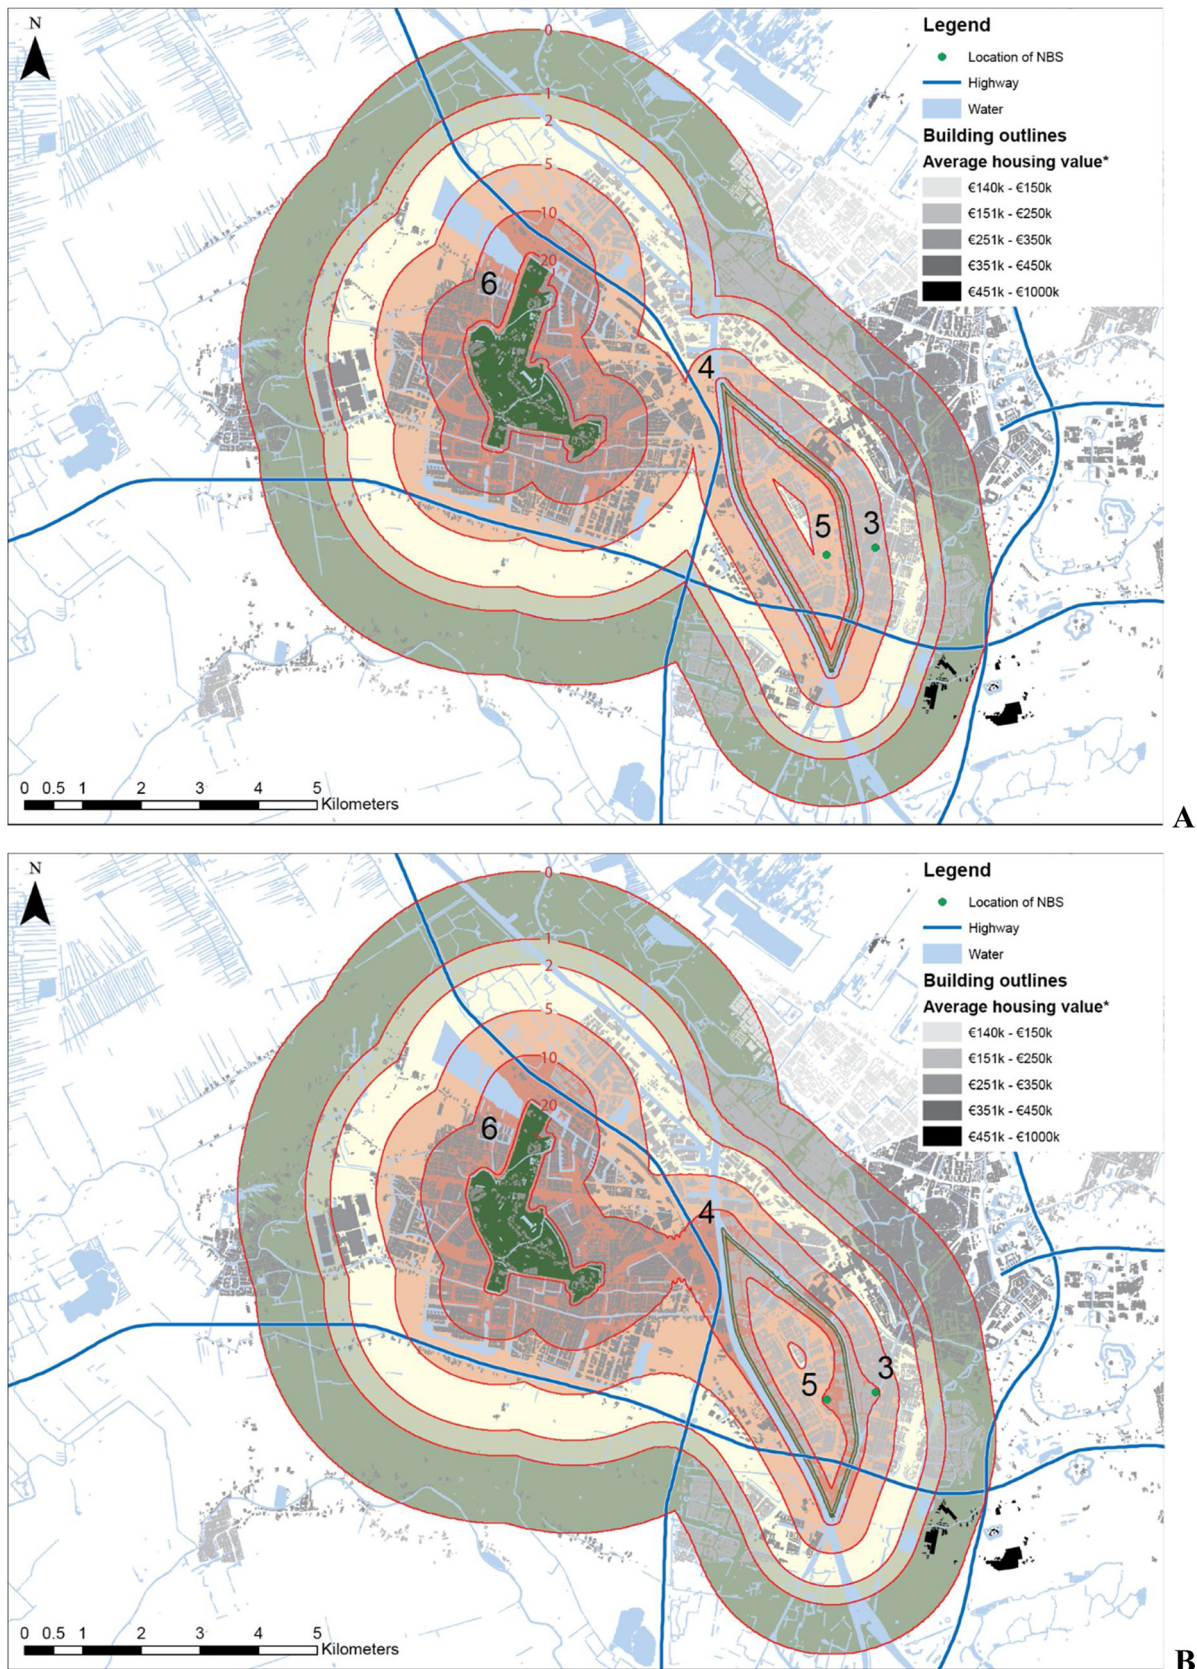 N
0
1
2
5
10
20
6
4
5
3
Legend
Location of NBS
Highway
Water
Building outlines
Average housing value*
€140k - €150k
€151k - €250k
€251k - €350k
€351k - €450k
€451k - €1000k
0 0.5 1 2 3 4 5
Kilometers
A
N
0
1
2
5
10
20
6
4
5
3
Legend
Location of NBS
Highway
Water
Building outlines
Average housing value*
€140k - €150k
€151k - €250k
€251k - €350k
€351k - €450k
€451k - €1000k
0 0.5 1 2 3 4 5
Kilometers
B